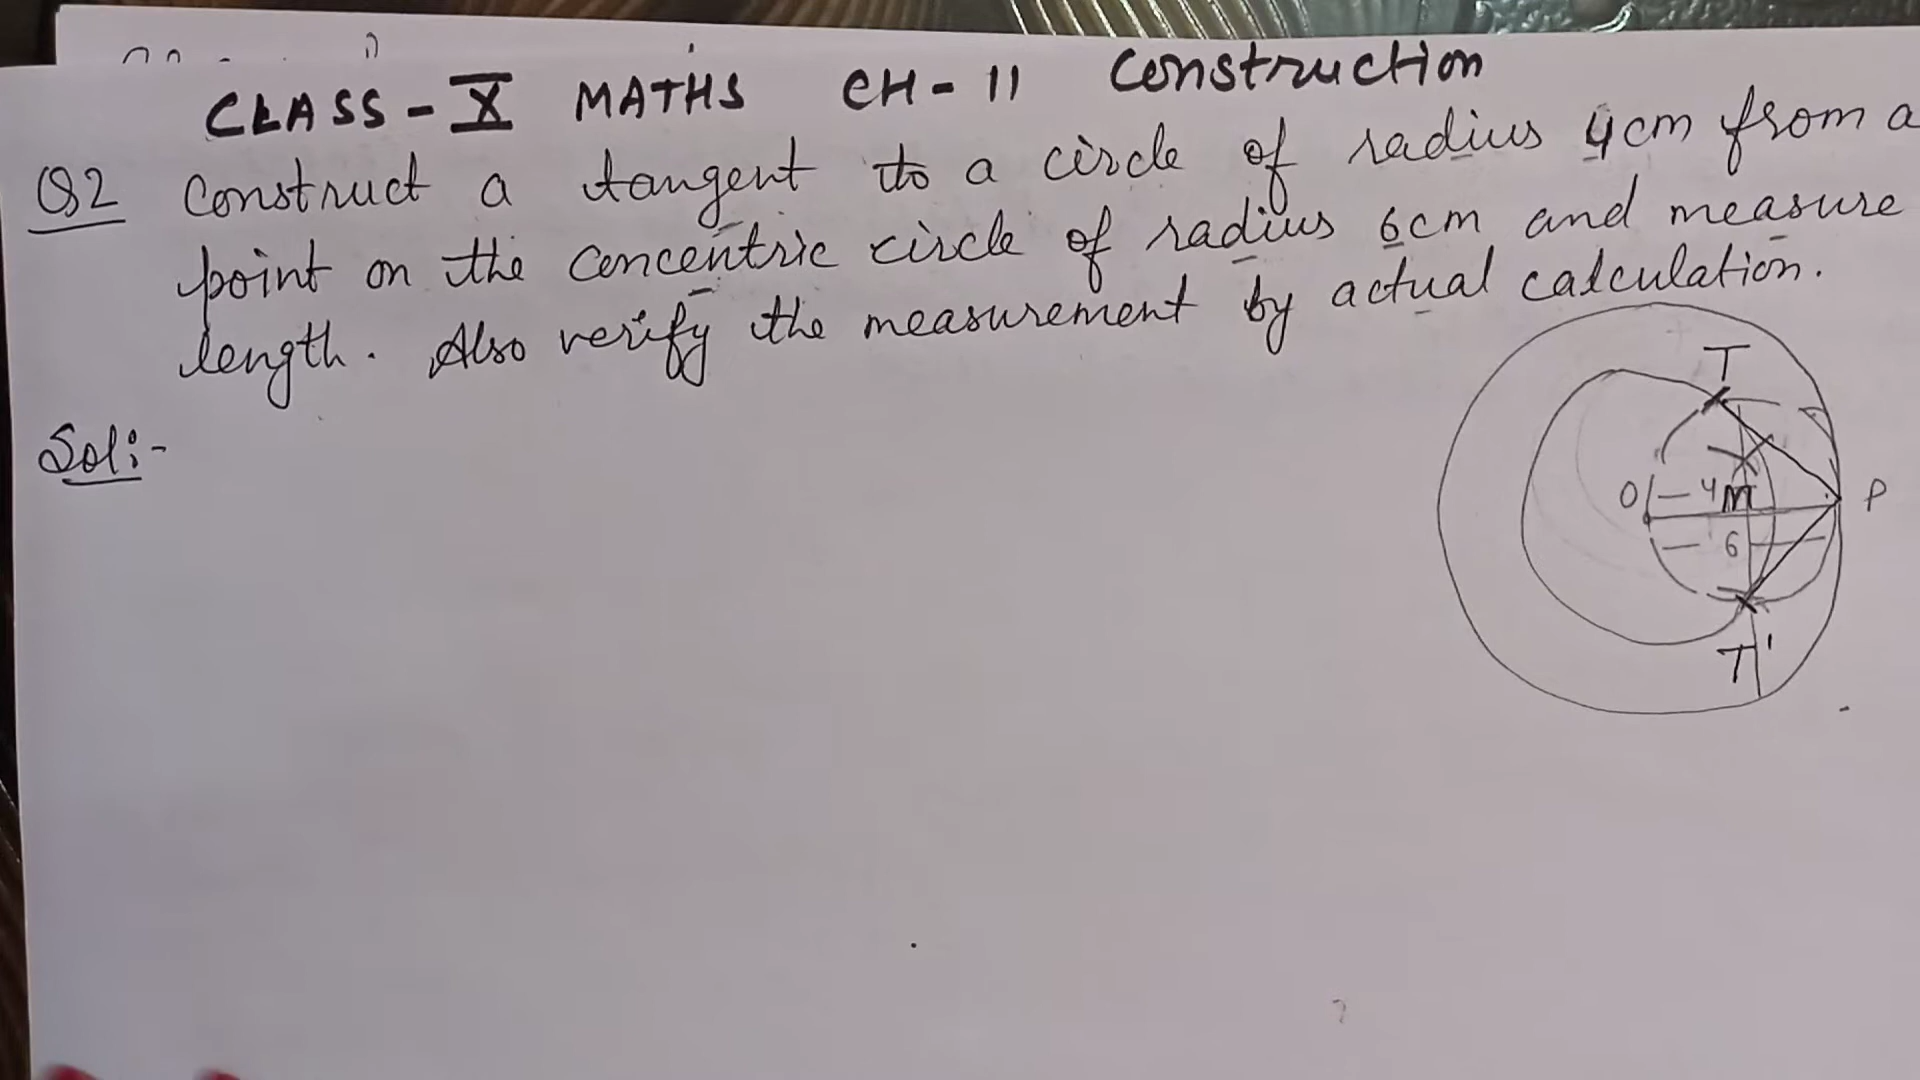 CLASS - X MATHS CH - 11 Construction
Q2 Construct a tangent to a circle of radius 4cm from a
point on the concentric circle of radius 6cm and measure
length. Also verify the measurement by actual calculation.
Sol:-
T
O 4 M P
6
T'